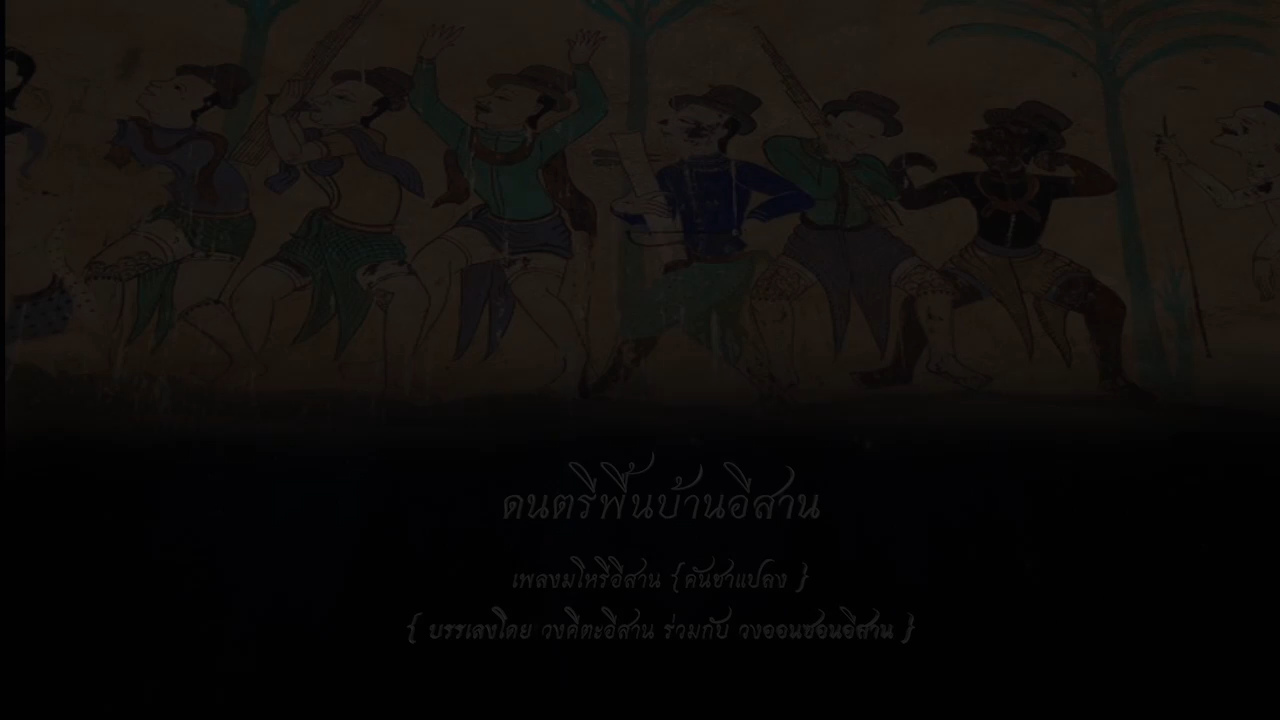 ดนตรีพื้นบ้านอีสาน
เพลงมโหรีอีสาน {คันชาแปลง }
{ บรรเลงโดย วงคีตะอีสาน ร่วมกับ วงออนซอนอีสาน }